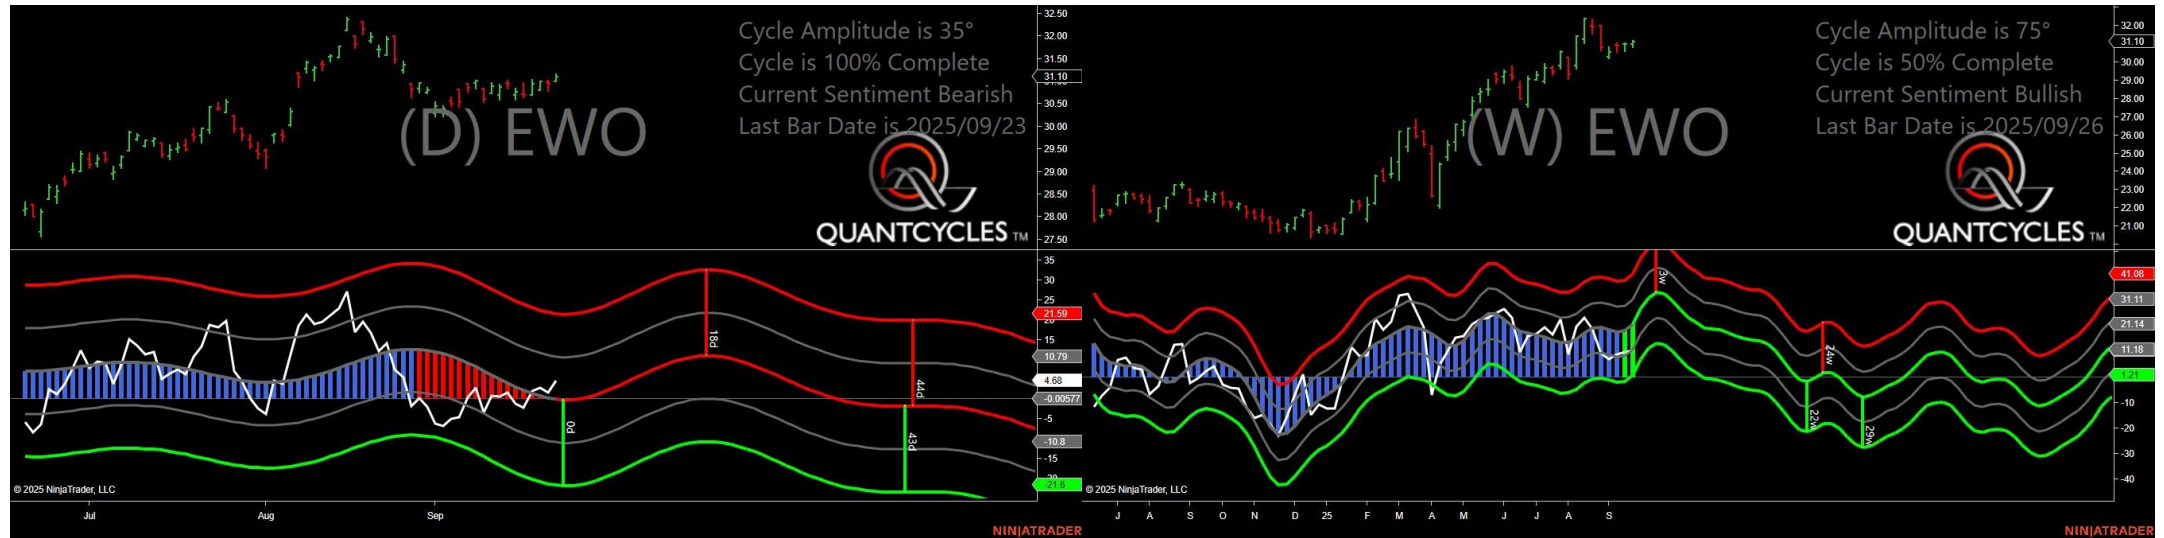 Cycle Amplitude is 35°
Cycle is 100% Complete
Current Sentiment Bearish
Last Bar Date is 2025/09/23
(D) EWO
QUANTCYCLES TM
32.50
32.00
31.50
31.10
30.50
30.00
29.50
29.00
28.50
28.00
27.50
35
30
25
21.59
15
10.79
4.68
-0.00577
-5
-10.8
-15
-21.6
0d
18d
44d
43d
© 2025 NinjaTrader, LLC
Jul
Aug
Sep
NINJATRADER
Cycle Amplitude is 75°
Cycle is 50% Complete
Current Sentiment Bullish
Last Bar Date is 2025/09/26
(W) EWO
QUANTCYCLES TM
32.00
31.10
30.00
29.00
28.00
27.00
26.00
25.00
24.00
23.00
22.00
21.00
41.08
31.11
21.14
11.18
1.21
-10
-20
-30
-40
3w
24w
22w
29w
© 2025 NinjaTrader, LLC
J A S O N D 25 F M A M J J A S
NINJATRADER